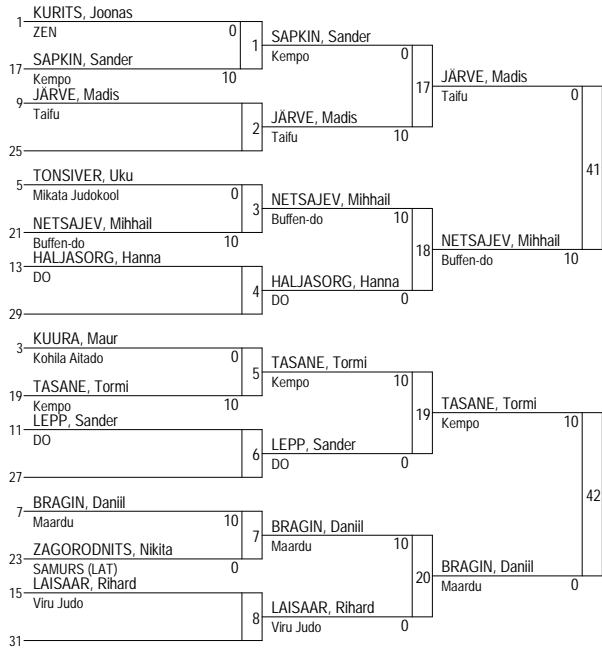 1 KURITS, Joonas
ZEN 0
17 SAPKIN, Sander
Kempo 10
1
9 JÄRVE, Madis
Taifu
25
2
5 TONSIVER, Uku
Mikata Judokool 0
21 NETSAJEV, Mihhail
Buffen-do 10
3
13 HALJASORG, Hanna
DO
29
4
3 KUURA, Maur
Kohila Aitado 0
19 TASANE, Tormi
Kempo 10
5
11 LEPP, Sander
DO
27
6
7 BRAGIN, Daniil
Maardu 10
23 ZAGORODNITS, Nikita
SAMURS (LAT) 0
7
15 LAISAAR, Rihard
Viru Judo
31
8
SAPKIN, Sander
Kempo 0
17
JÄRVE, Madis
Taifu 10
NETSAJEV, Mihhail
Buffen-do 10
18
HALJASORG, Hanna
DO 0
TASANE, Tormi
Kempo 10
19
LEPP, Sander
DO 0
BRAGIN, Daniil
Maardu 10
20
LAISAAR, Rihard
Viru Judo 0
JÄRVE, Madis
Taifu 0
41
NETSAJEV, Mihhail
Buffen-do 10
TASANE, Tormi
Kempo 10
42
BRAGIN, Daniil
Maardu 0